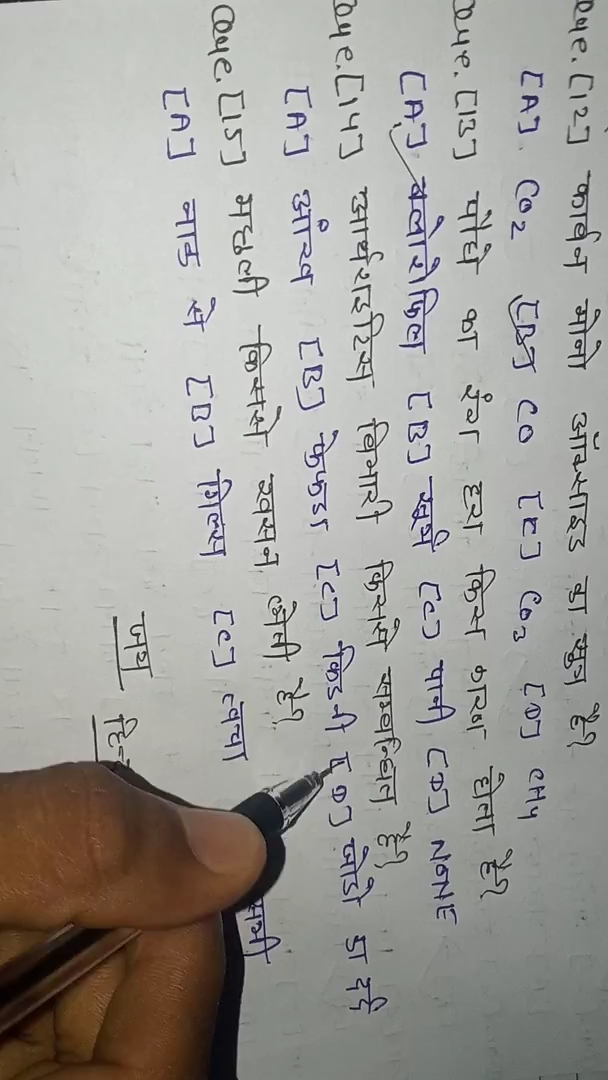 Que.[12] कार्बन मोनो ऑक्साइड का सुत्र है?
[A]. CO2 [B] CO [C] CO3 [D] CH4
Que.[13] पौधे का रंग हरा किस कारण होता है?
[A]. क्लोरोफिल [B] सूर्य [C] पानी [D] NONE
Que.[14] आर्थराइटिस बिमारी किससे सम्बन्धित है?
[A] आँख [B] फेफडा [C] किडनी [D] जोडो का दर्द
Que.[15] मछली किससे श्वसन लेती है?
[A] नाक से [B] गिल्स [C] त्वचा सभी
जय